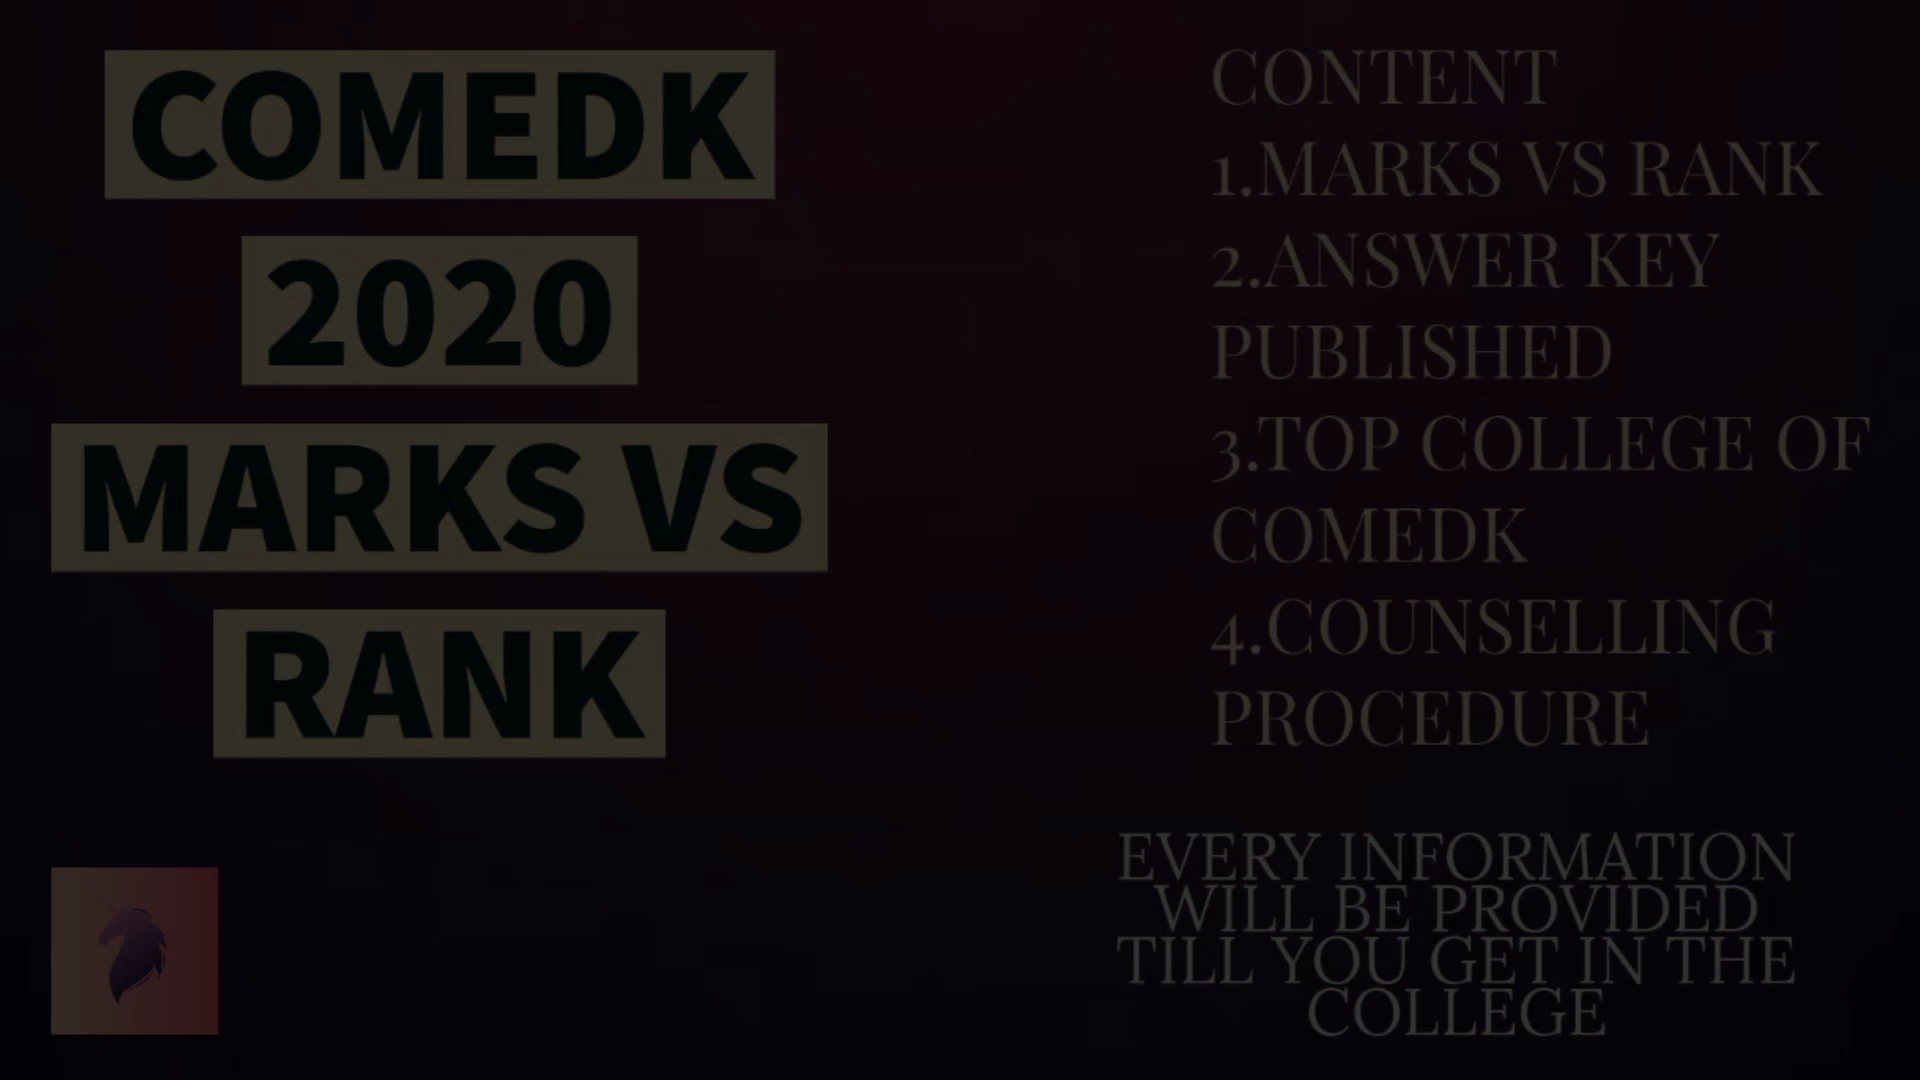 COMEDK
2020
MARKS VS
RANK
CONTENT
1.MARKS VS RANK
2.ANSWER KEY
PUBLISHED
3.TOP COLLEGE OF
COMEDK
4.COUNSELLING
PROCEDURE
EVERY INFORMATION
WILL BE PROVIDED
TILL YOU GET IN THE
COLLEGE